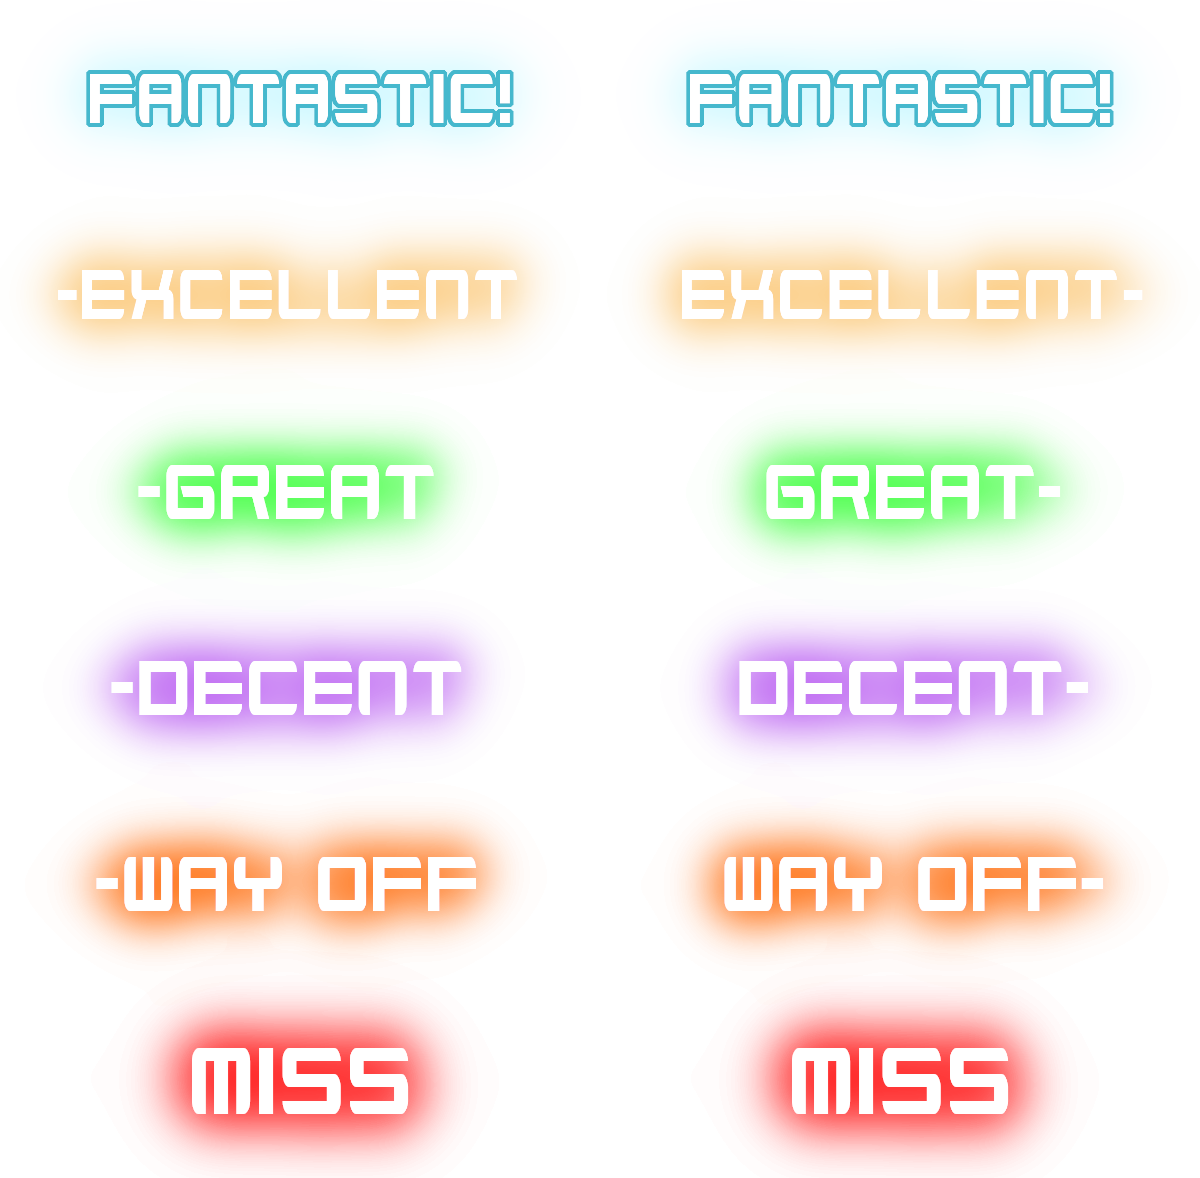 FANTASTIC! FANTASTIC!
-EXCELLENT EXCELLENT-
-GREAT GREAT-
-DECENT DECENT-
-WAY OFF WAY OFF-
MISS MISS